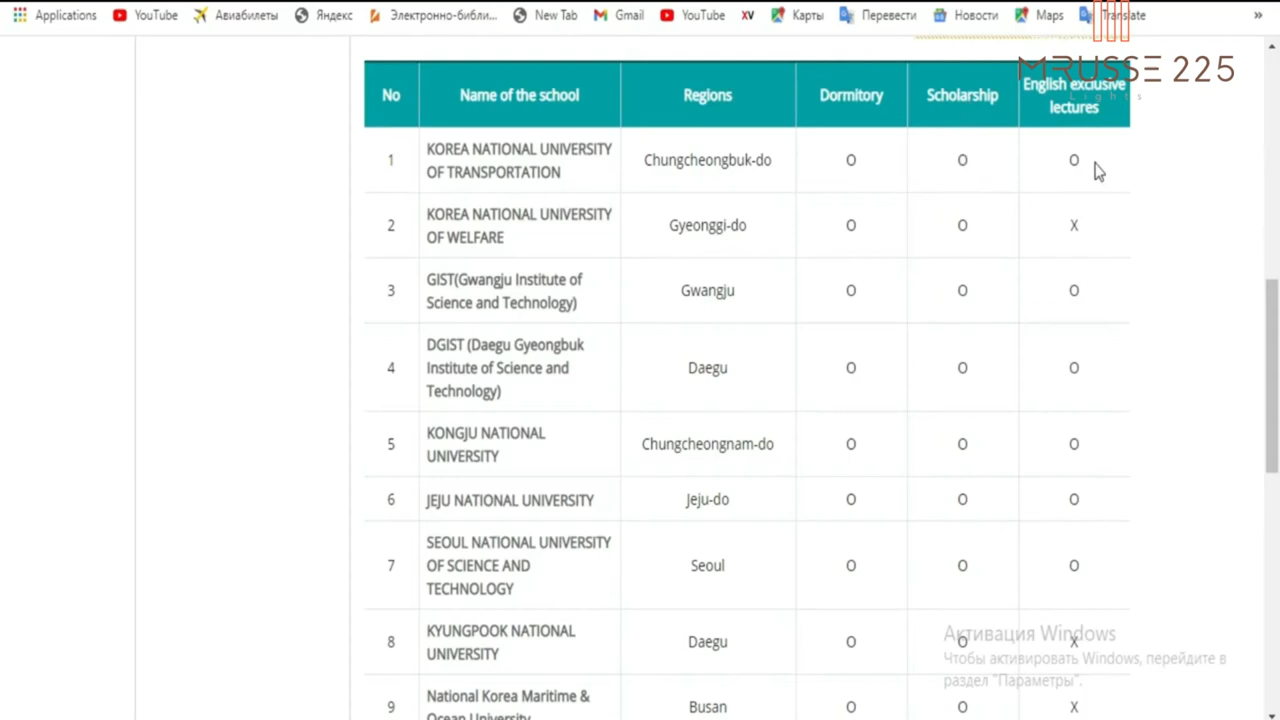 Applications YouTube Авиабилеты Яндекс Электронно-библи... New Tab Gmail YouTube XV Карты Перевести Новости Maps Translate »
MRUSSE 225
Lights
No Name of the school Regions Dormitory Scholarship English exclusive lectures
1 KOREA NATIONAL UNIVERSITY OF TRANSPORTATION Chungcheongbuk-do O O O
2 KOREA NATIONAL UNIVERSITY OF WELFARE Gyeonggi-do O O X
3 GIST(Gwangju Institute of Science and Technology) Gwangju O O O
4 DGIST (Daegu Gyeongbuk Institute of Science and Technology) Daegu O O O
5 KONGJU NATIONAL UNIVERSITY Chungcheongnam-do O O O
6 JEJU NATIONAL UNIVERSITY Jeju-do O O O
7 SEOUL NATIONAL UNIVERSITY OF SCIENCE AND TECHNOLOGY Seoul O O O
8 KYUNGPOOK NATIONAL UNIVERSITY Daegu O O X
9 National Korea Maritime & Ocean University Busan O O X
Активация Windows
Чтобы активировать Windows, перейдите в
раздел "Параметры".